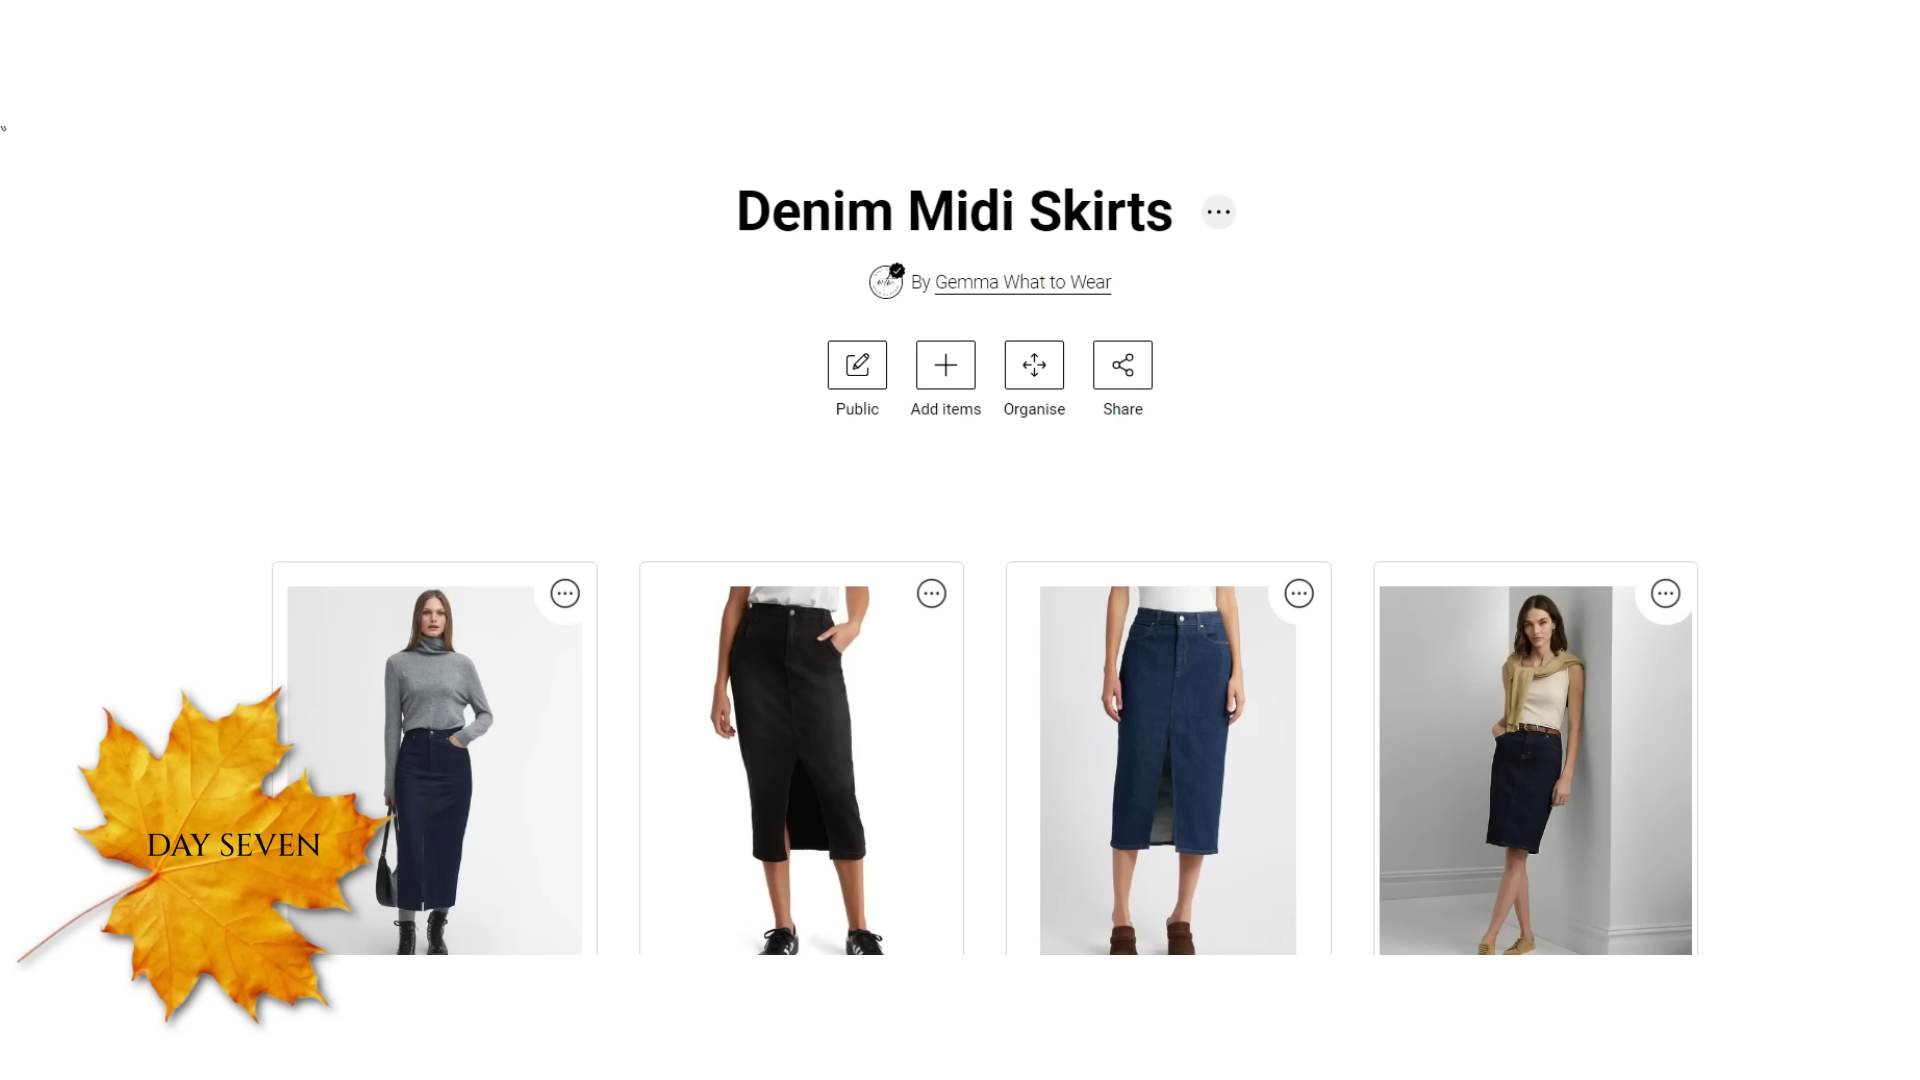 Denim Midi Skirts
By Gemma What to Wear
Public
Add items
Organise
Share
DAY SEVEN